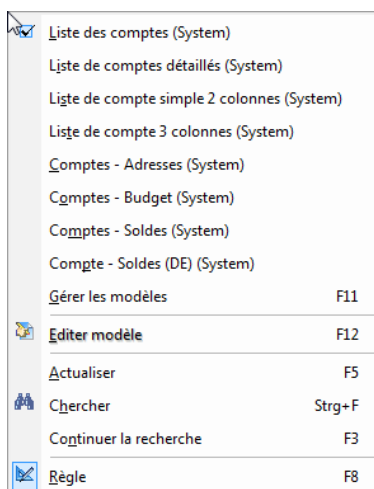 Liste des comptes (System)
Liste de comptes détaillés (System)
Liste de compte simple 2 colonnes (System)
Liste de compte 3 colonnes (System)
Comptes - Adresses (System)
Comptes - Budget (System)
Comptes - Soldes (System)
Compte - Soldes (DE) (System)
Gérer les modèles F11
Editer modèle F12
Actualiser F5
Chercher Strg+F
Continuer la recherche F3
Règle F8